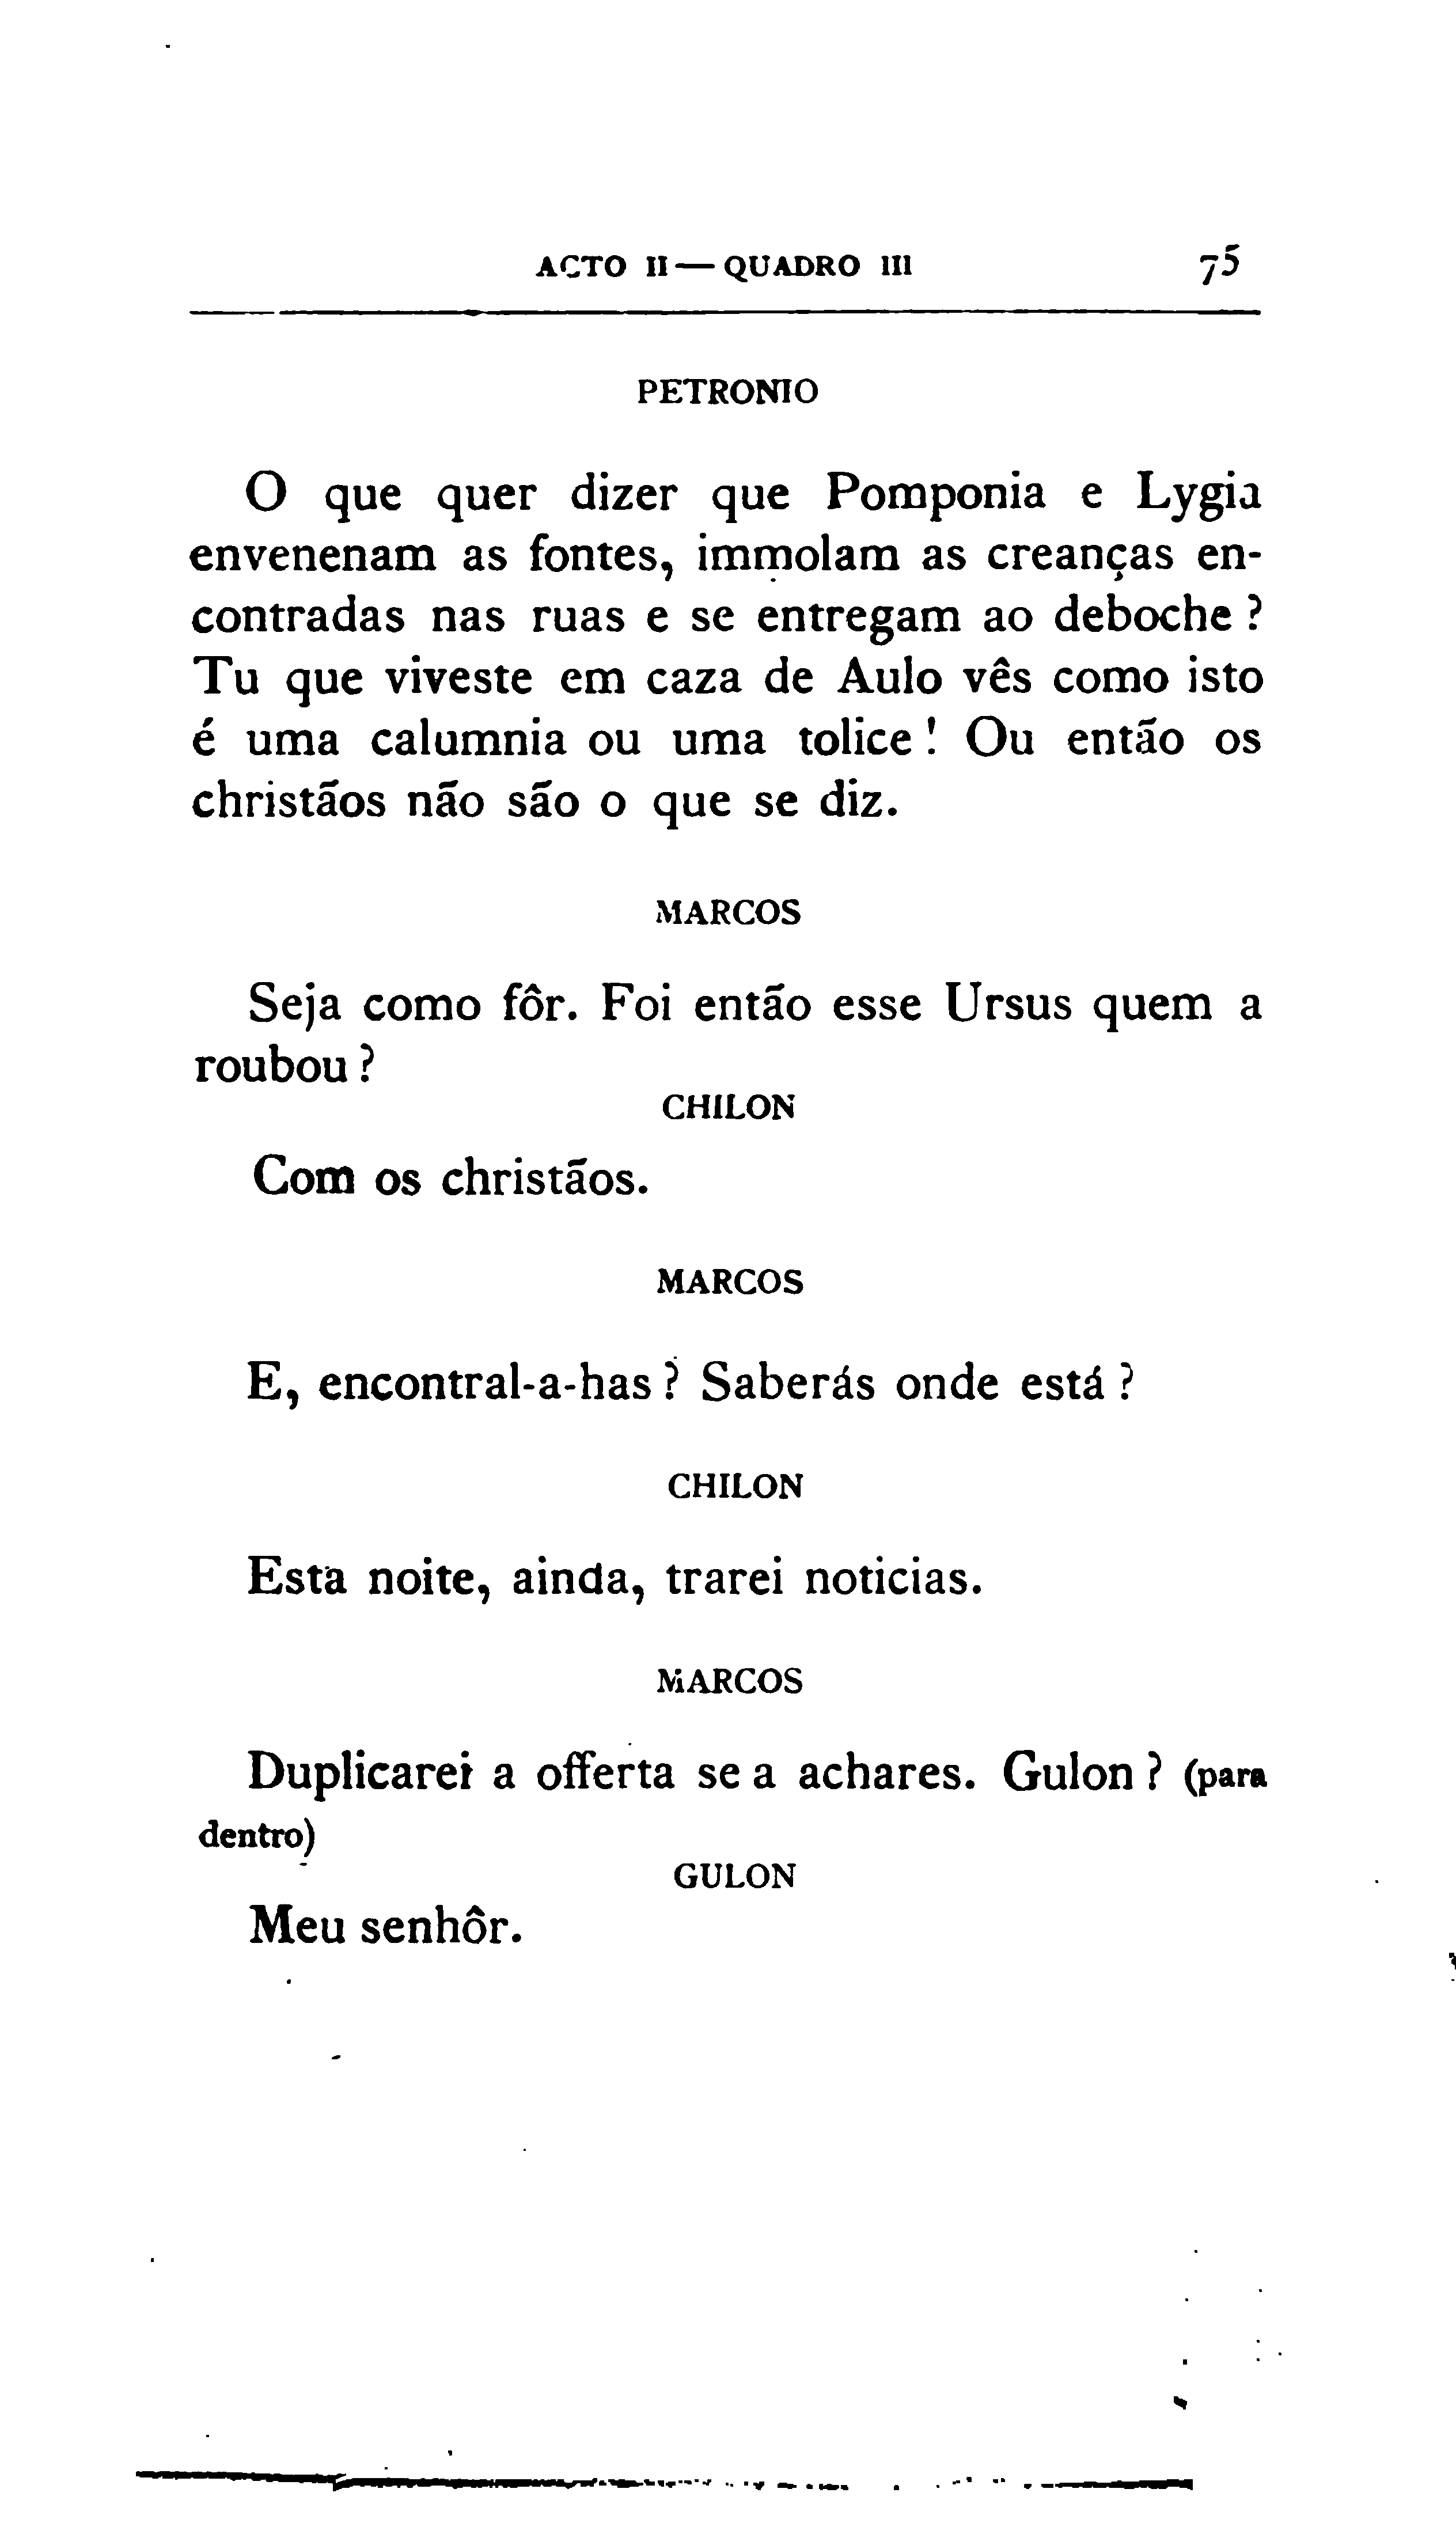 ACTO II — QUADRO III 75
PETRONIO
O que quer dizer que Pomponia e Lygia
envenenam as fontes, immolam as creanças en-
contradas nas ruas e se entregam ao deboche ?
Tu que viveste em caza de Aulo vês como isto
é uma calumnia ou uma tolice ! Ou então os
christãos não são o que se diz.
MARCOS
Seja como fôr. Foi então esse Ursus quem a
roubou ?
CHILON
Com os christãos.
MARCOS
E, encontral-a-has ? Saberás onde está ?
CHILON
Esta noite, ainda, trarei noticias.
MARCOS
Duplicarei a offerta se a achares. Gulon ? (para
dentro)
GULON
Meu senhôr.